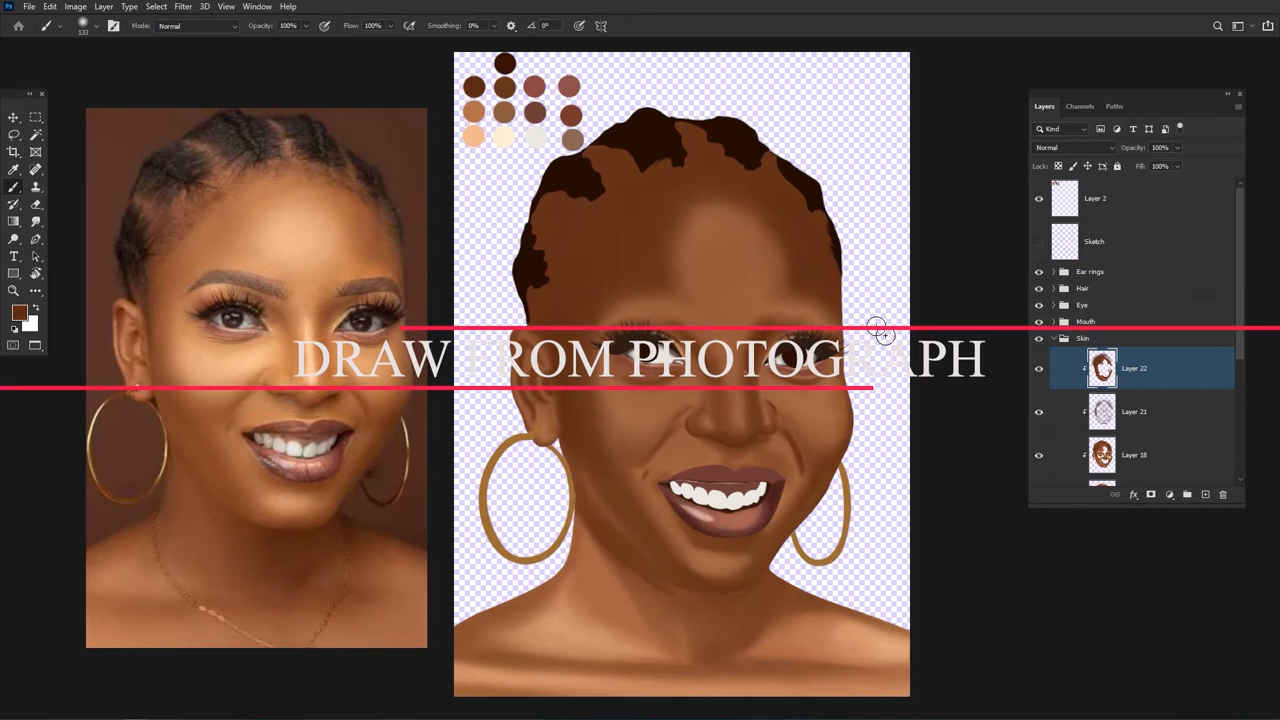 Ps File Edit Image Layer Type Select Filter 3D View Window Help
133 Mode: Normal Opacity: 100% Flow: 100% Smoothing: 0% 0°
Layers Channels Paths
Kind
Normal Opacity: 100%
Lock: Fill: 100%
Layer 2
Sketch
Ear rings
Hair
Eye
Mouth
Skin
DRAW FROM PHOTOGRAPH
Layer 22
Layer 21
Layer 18